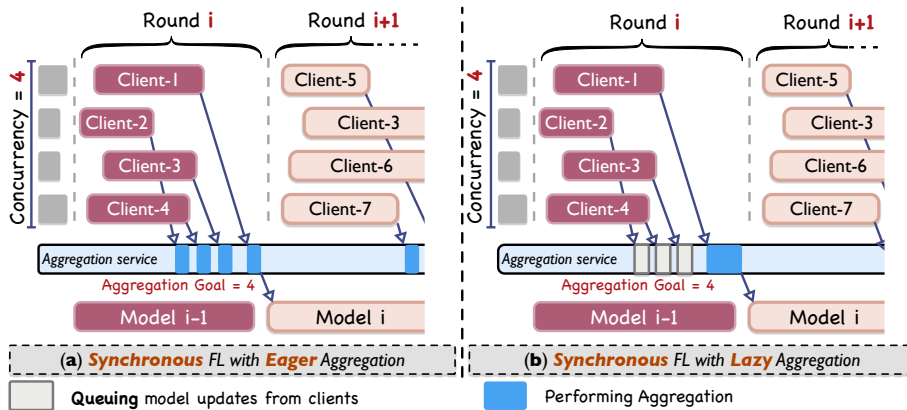 Round i
Round i+1
Concurrency = 4
Client-1
Client-5
Client-2
Client-3
Client-3
Client-6
Client-4
Client-7
Aggregation service
Aggregation Goal = 4
Model i-1
Model i
(a) Synchronous FL with Eager Aggregation
Round i
Round i+1
Concurrency = 4
Client-1
Client-5
Client-2
Client-3
Client-3
Client-6
Client-4
Client-7
Aggregation service
Aggregation Goal = 4
Model i-1
Model i
(b) Synchronous FL with Lazy Aggregation
Queuing model updates from clients
Performing Aggregation